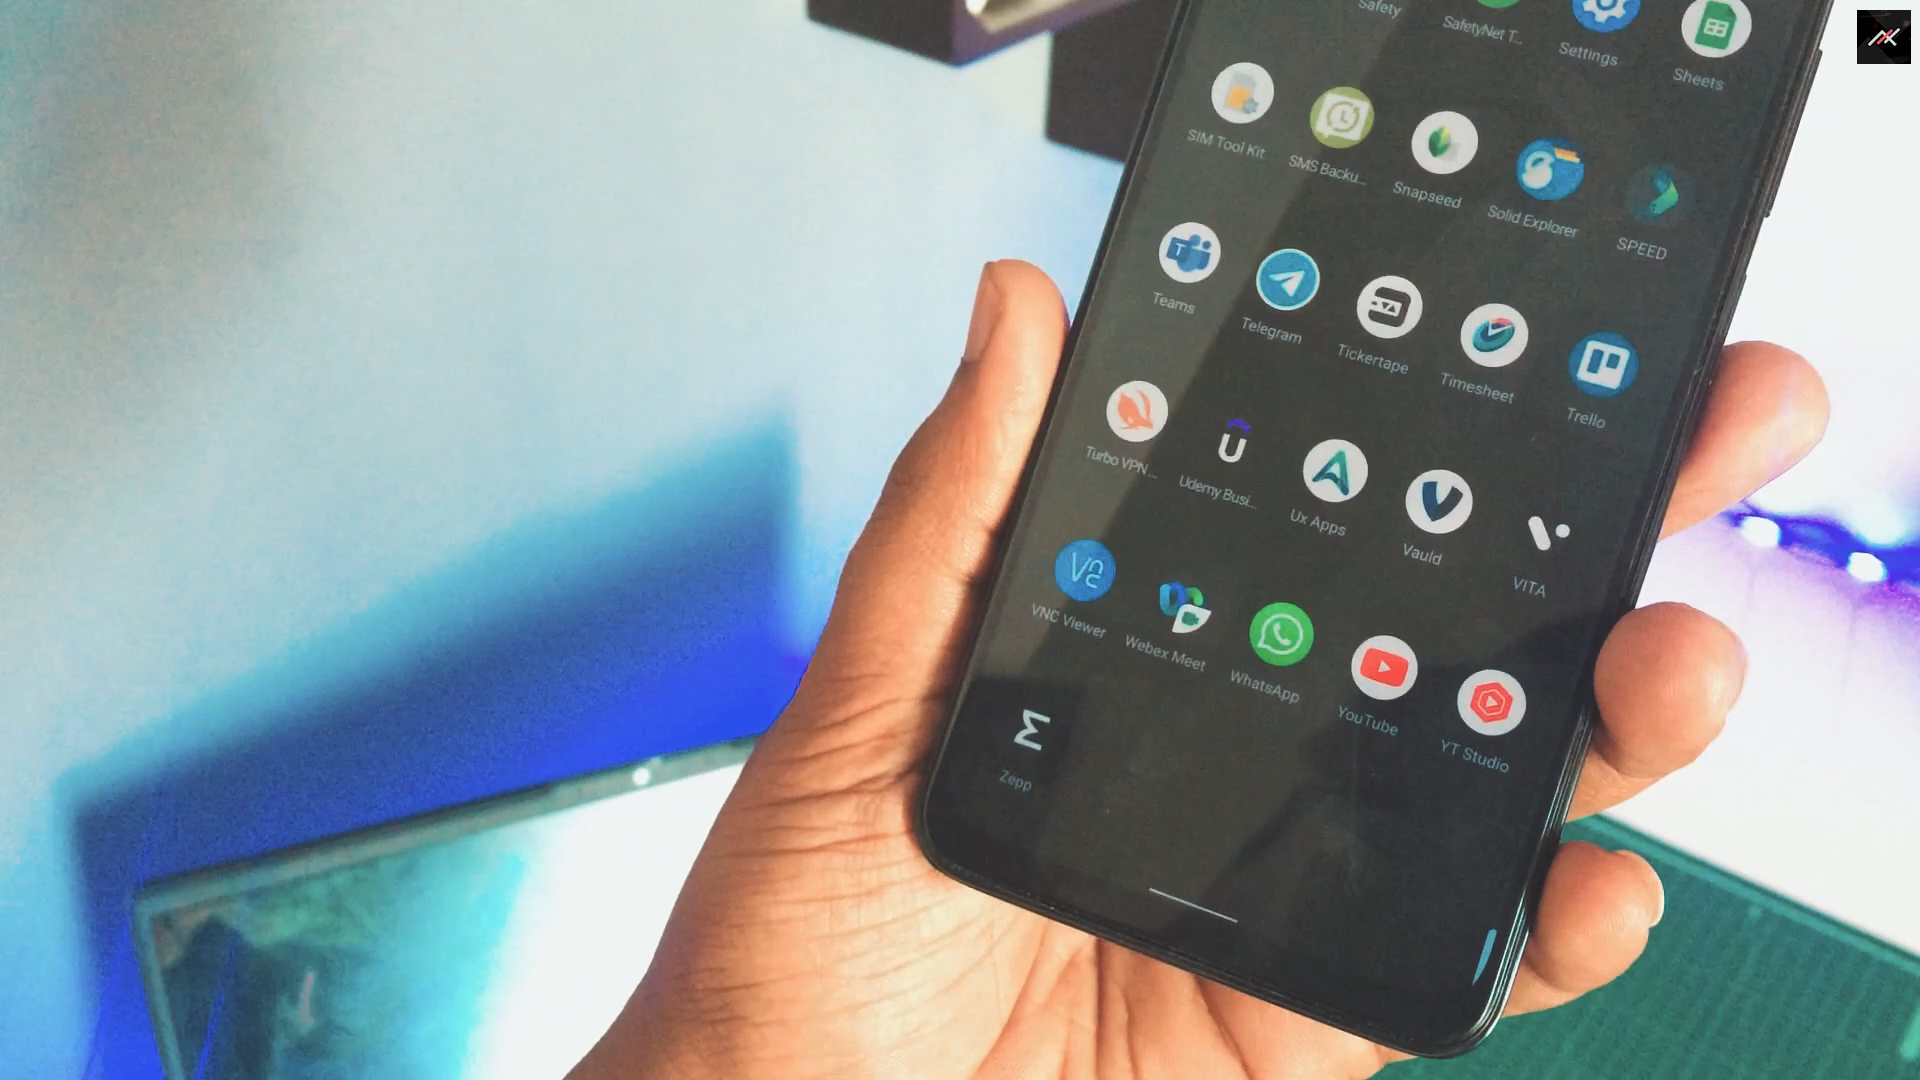 Safety
SafetyNet T...
Settings
Sheets
SIM Tool Kit
SMS Backu...
Snapseed
Solid Explorer
SPEED
Teams
Telegram
Tickertape
Timesheet
Trello
Turbo VPN...
Udemy Busi...
Ux Apps
Vauld
VITA
VNC Viewer
Webex Meet
WhatsApp
YouTube
YT Studio
Zepp